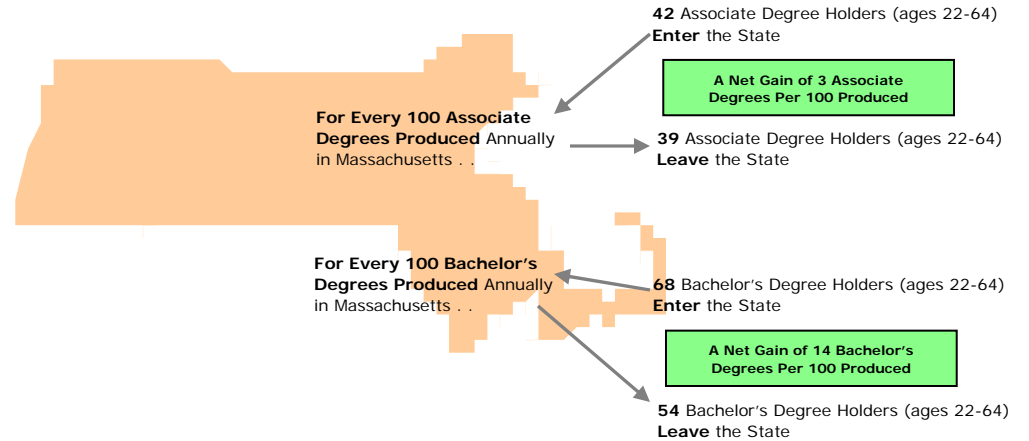 42 Associate Degree Holders (ages 22-64)
Enter the State
A Net Gain of 3 Associate
Degrees Per 100 Produced
For Every 100 Associate
Degrees Produced Annually
in Massachusetts . .
39 Associate Degree Holders (ages 22-64)
Leave the State
For Every 100 Bachelor's
Degrees Produced Annually
in Massachusetts . .
68 Bachelor's Degree Holders (ages 22-64)
Enter the State
A Net Gain of 14 Bachelor's
Degrees Per 100 Produced
54 Bachelor's Degree Holders (ages 22-64)
Leave the State